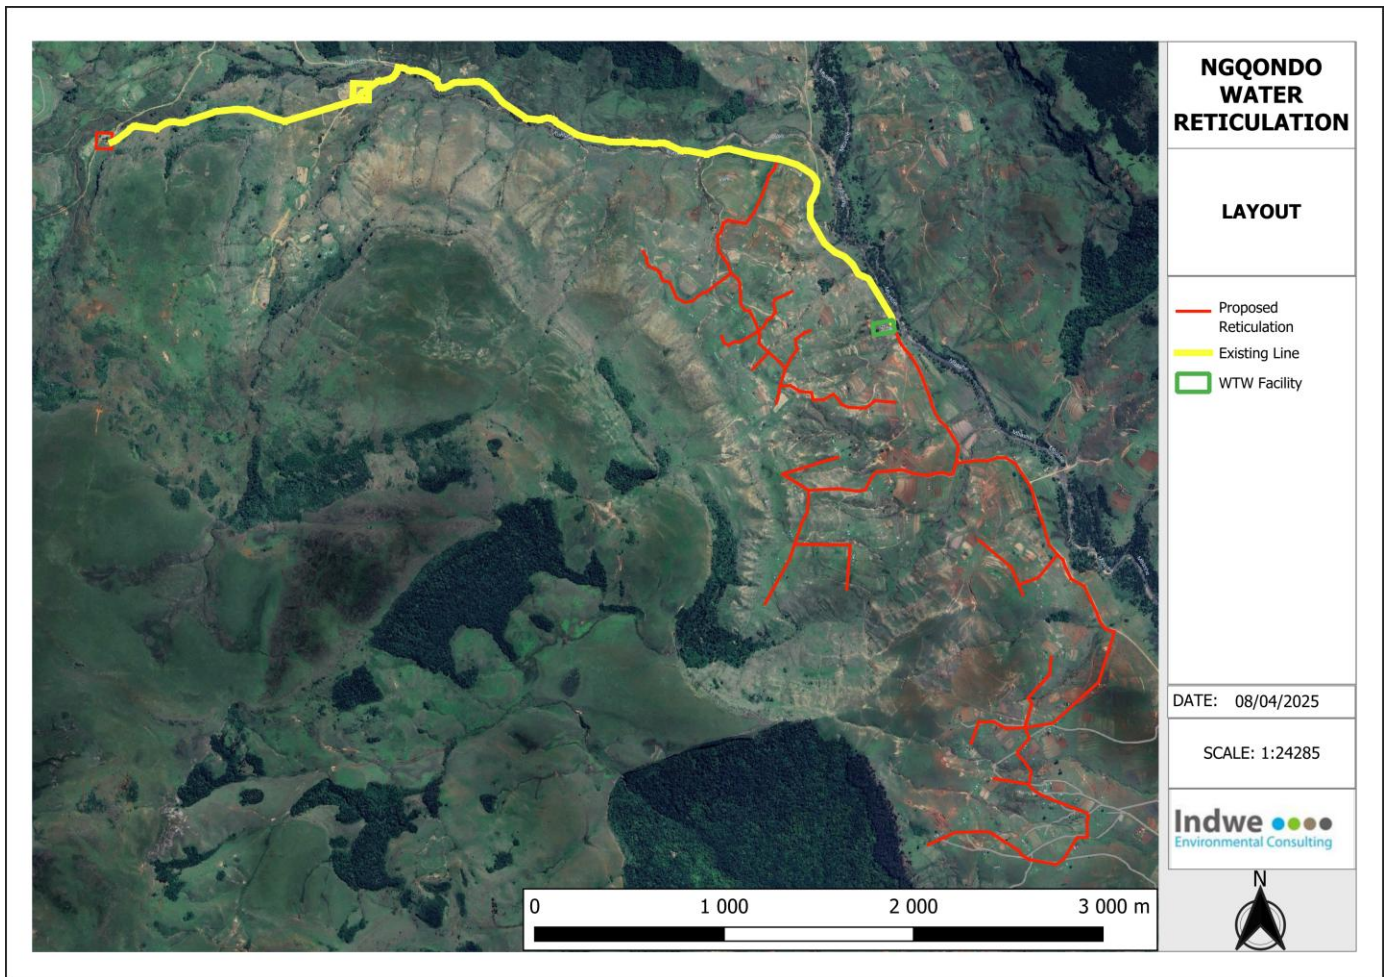 NGQONDO
WATER
RETICULATION
LAYOUT
Proposed
Reticulation
Existing Line
WTW Facility
DATE: 08/04/2025
SCALE: 1:24285
Indwe
Environmental Consulting
N
0 1 000 2 000 3 000 m